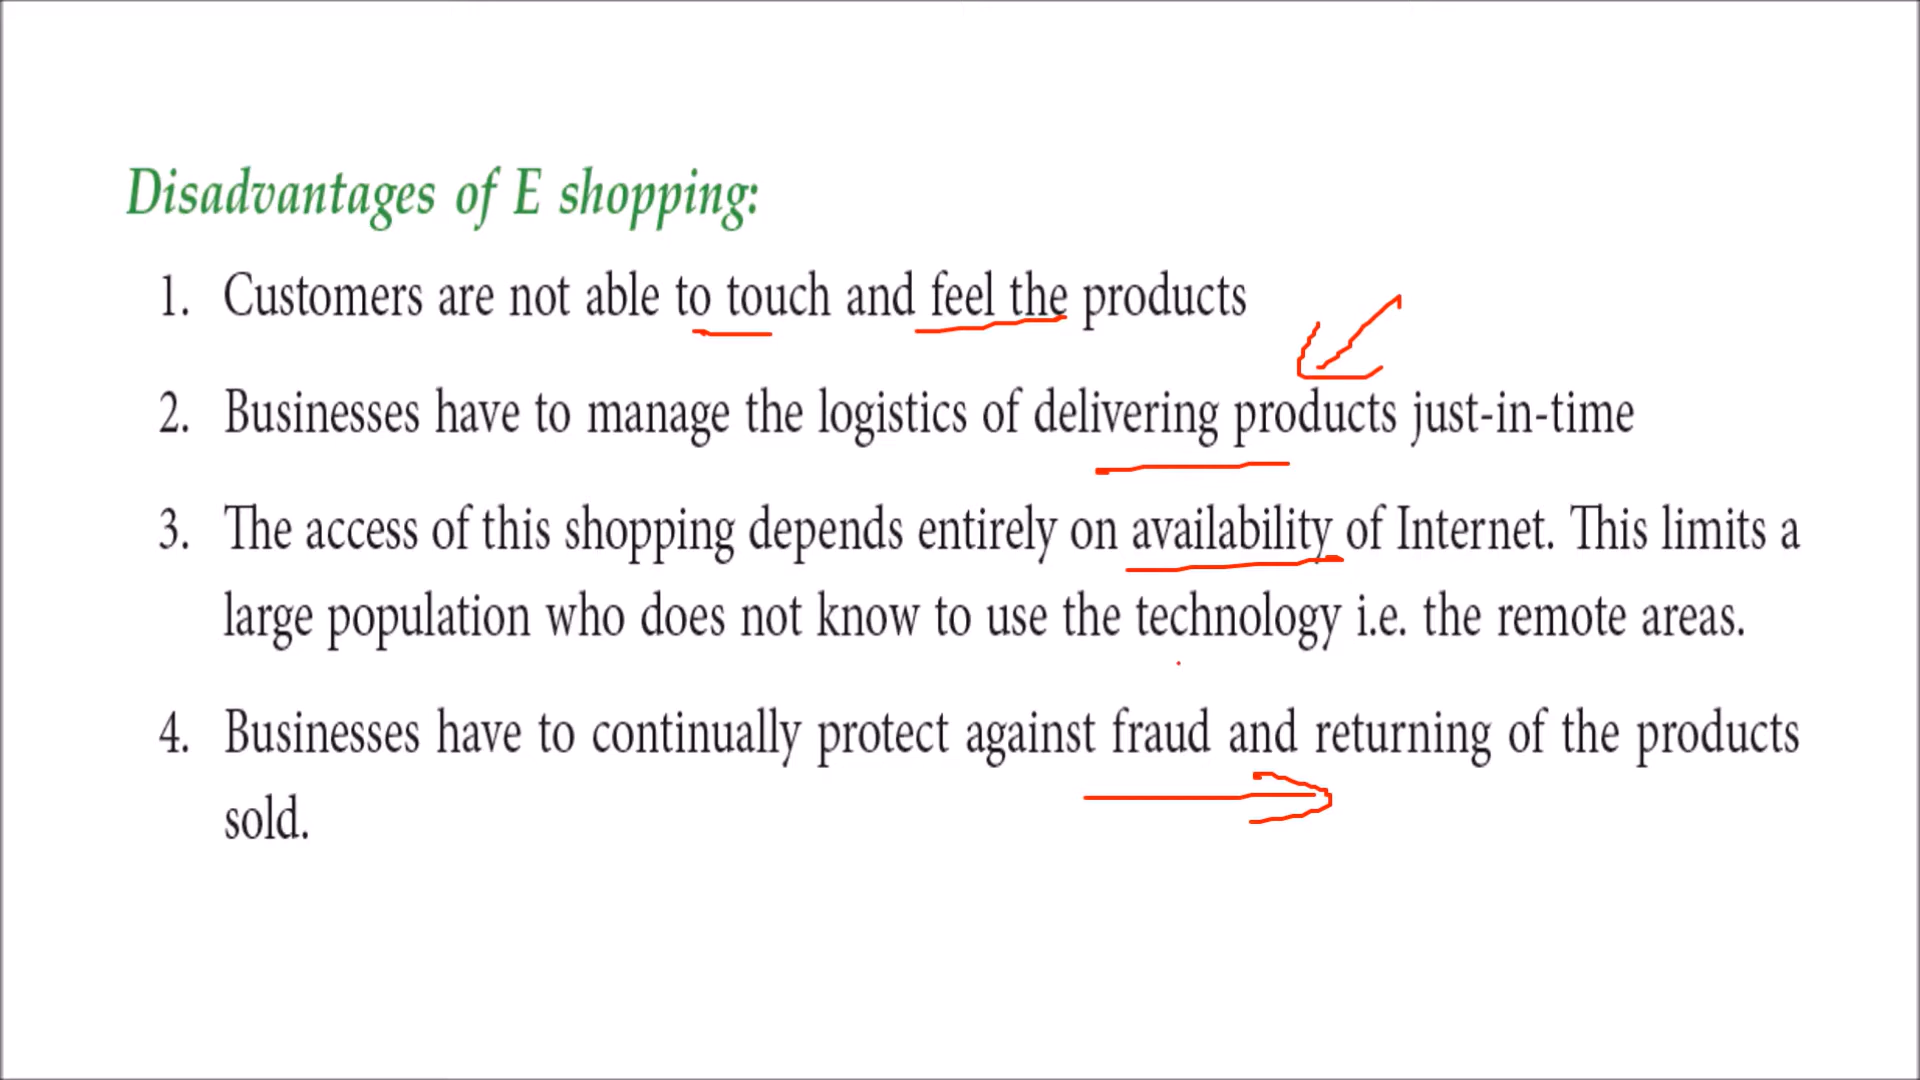 Disadvantages of E shopping:
1. Customers are not able to touch and feel the products
2. Businesses have to manage the logistics of delivering products just-in-time
3. The access of this shopping depends entirely on availability of Internet. This limits a
large population who does not know to use the technology i.e. the remote areas.
4. Businesses have to continually protect against fraud and returning of the products
sold.